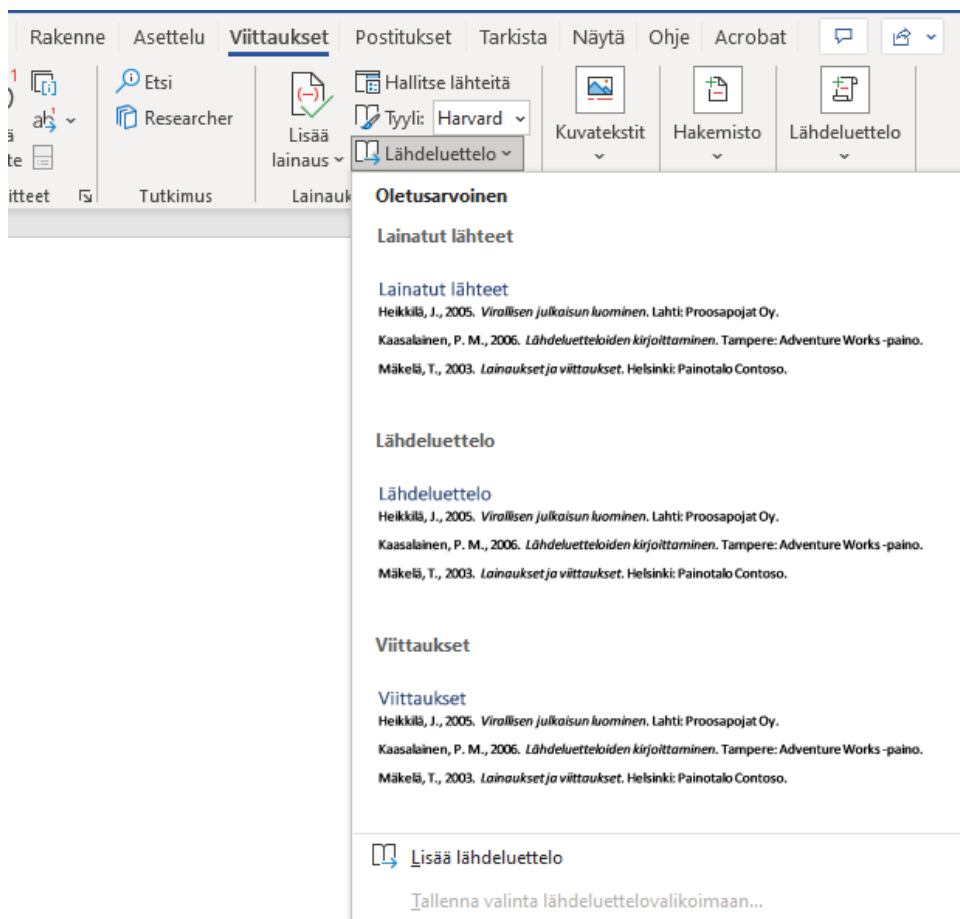 Rakenne Asettelu Viittaukset Postitukset Tarkista Näytä Ohje Acrobat
Etsi
Researcher
Tutkimus
Lisää
lainaus
Hallitse lähteitä
Tyyli: Harvard
Lähdeluettelo
Lainauk
Kuvatekstit
Hakemisto
Lähdeluettelo
ab
te
itteet
Oletusarvoinen
Lainatut lähteet
Lainatut lähteet
Heikkilä, J., 2005. Virallisen julkaisun luominen. Lahti: Proosapojat Oy.
Kaasalainen, P. M., 2006. Lähdeluetteloiden kirjoittaminen. Tampere: Adventure Works -paino.
Mäkelä, T., 2003. Lainaukset ja viittaukset. Helsinki: Painotalo Contoso.
Lähdeluettelo
Lähdeluettelo
Heikkilä, J., 2005. Virallisen julkaisun luominen. Lahti: Proosapojat Oy.
Kaasalainen, P. M., 2006. Lähdeluetteloiden kirjoittaminen. Tampere: Adventure Works -paino.
Mäkelä, T., 2003. Lainaukset ja viittaukset. Helsinki: Painotalo Contoso.
Viittaukset
Viittaukset
Heikkilä, J., 2005. Virallisen julkaisun luominen. Lahti: Proosapojat Oy.
Kaasalainen, P. M., 2006. Lähdeluetteloiden kirjoittaminen. Tampere: Adventure Works -paino.
Mäkelä, T., 2003. Lainaukset ja viittaukset. Helsinki: Painotalo Contoso.
Lisää lähdeluettelo
Tallenna valinta lähdeluettelovalikoimaan...